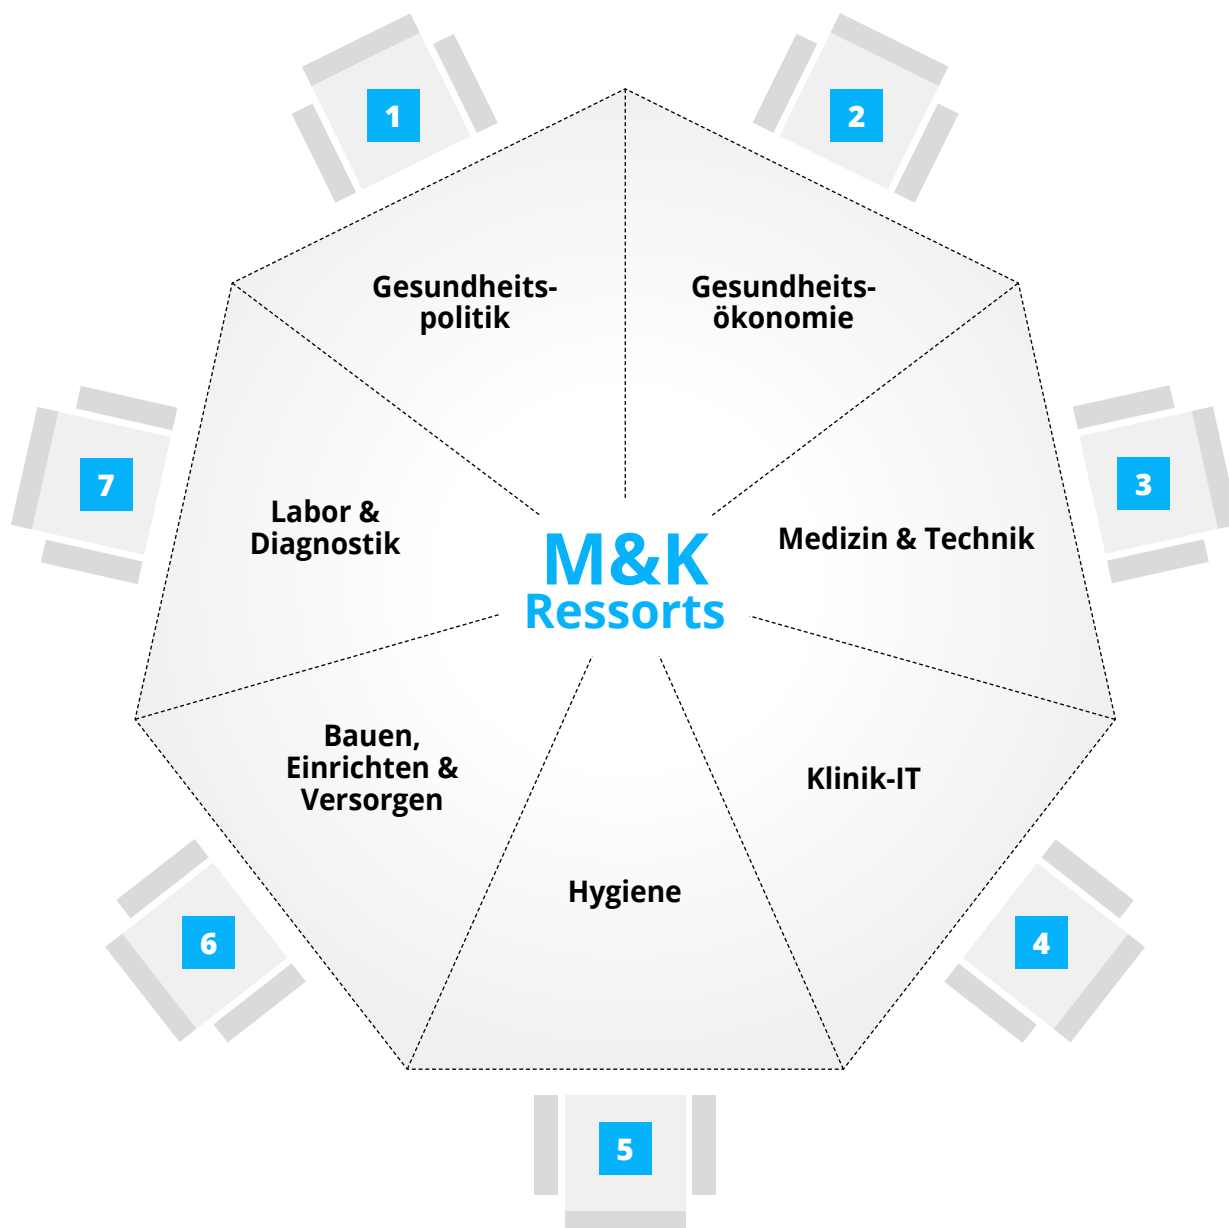 1
2
Gesundheits-
politik
Gesundheits-
ökonomie
7
3
Labor &
Diagnostik
M&K
Ressorts
Medizin & Technik
Bauen,
Einrichten &
Versorgen
Klinik-IT
Hygiene
6
4
5